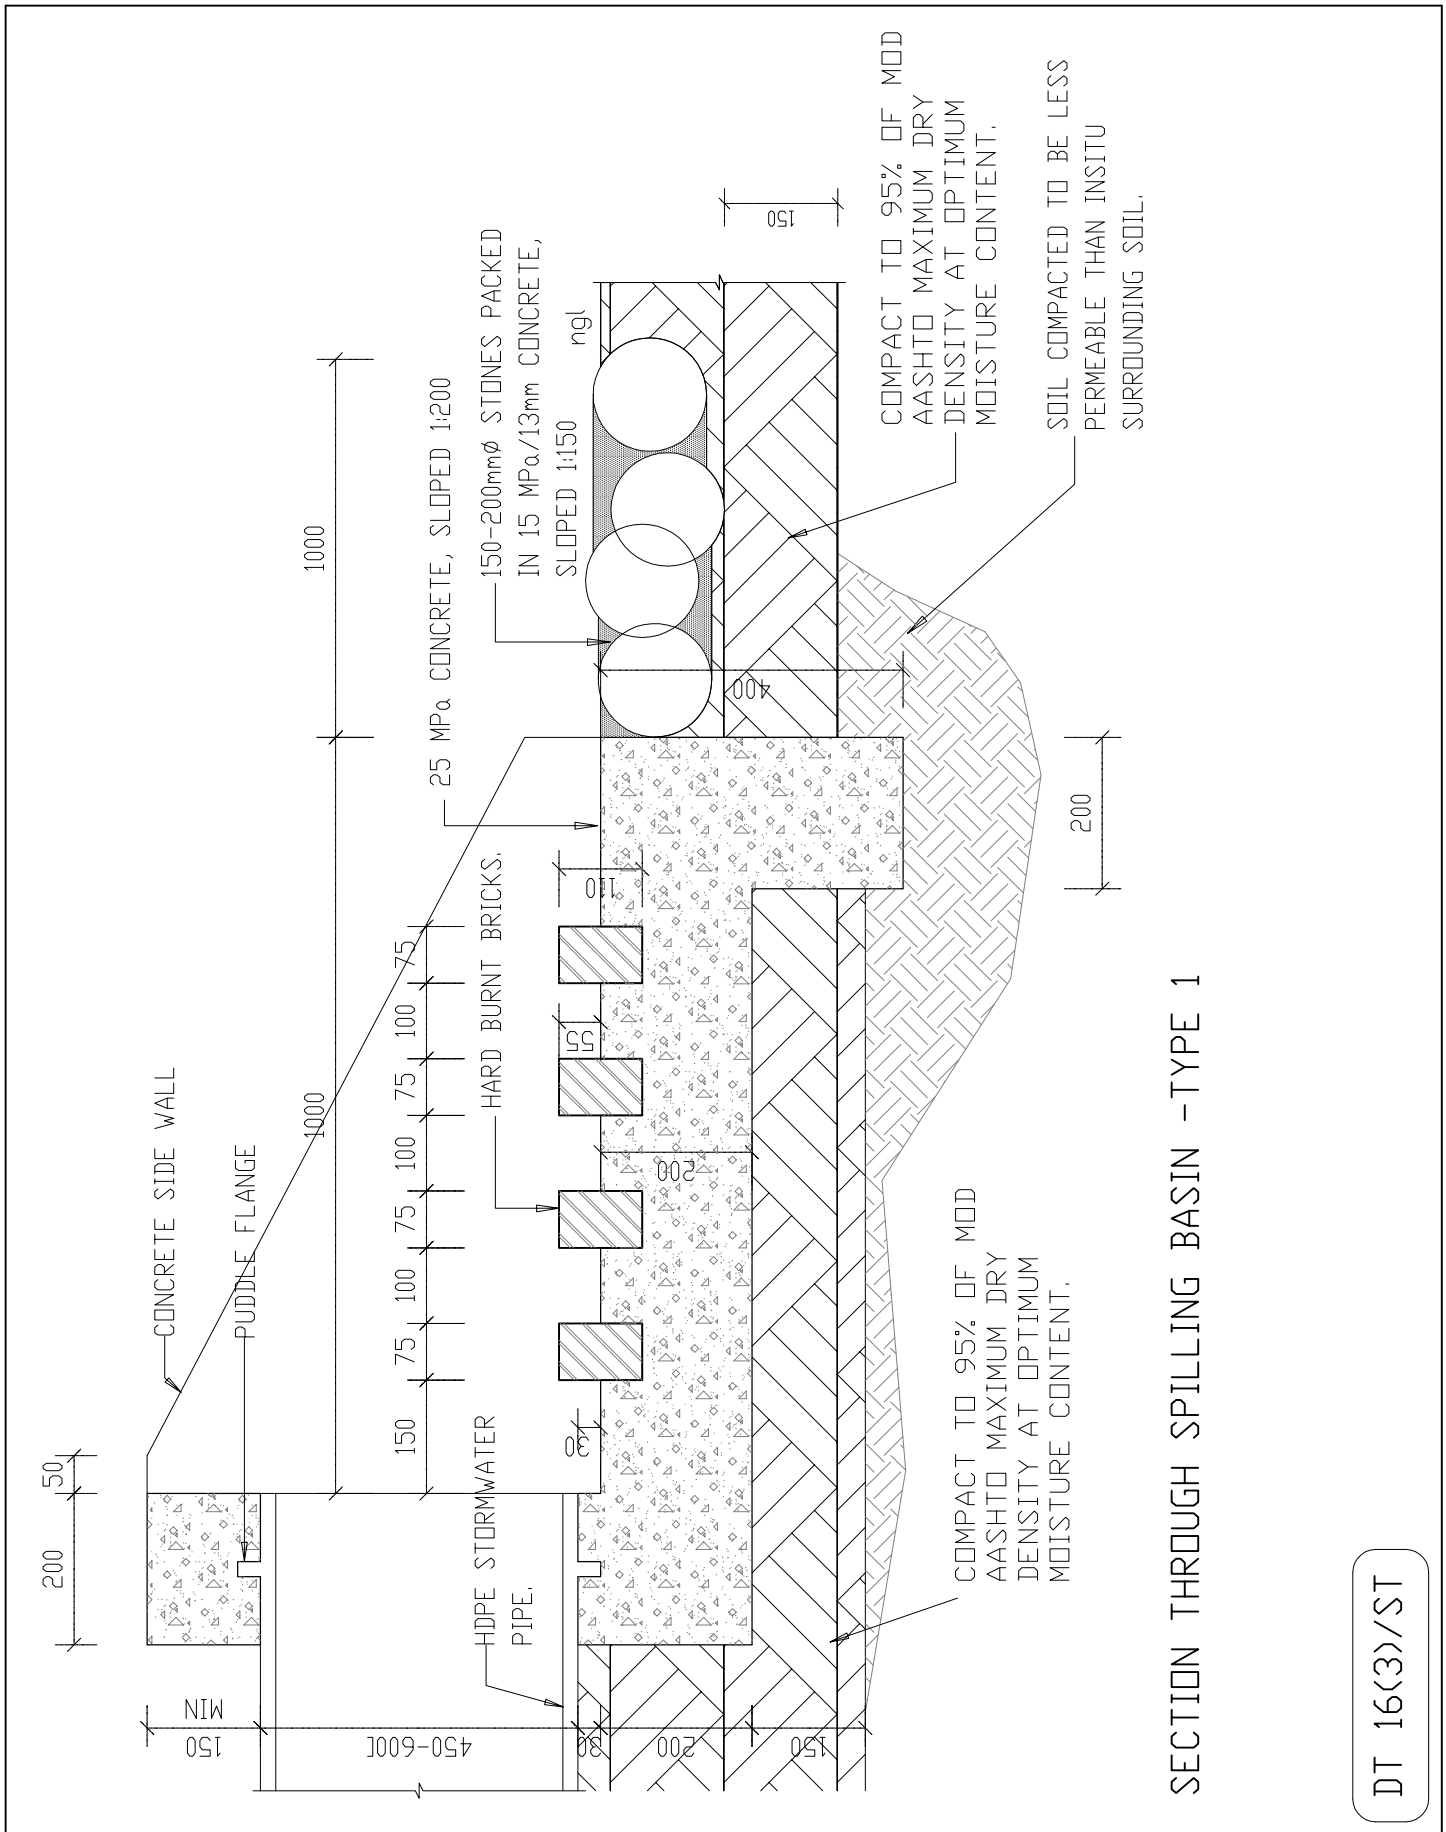 200
50
CONCRETE SIDE WALL
PUDDLE FLANGE
1000
1000
150
75
100
75
100
75
100
75
25 MPa CONCRETE, SLOPED 1:200
150-200mmØ STONES PACKED
IN 15 MPa/13mm CONCRETE,
SLOPED 1:150
ngl
HDPE STORMWATER
PIPE.
HARD BURNT BRICKS.
30
55
110
200
400
150
MIN
150
450-600
30
200
150
COMPACT TO 95% OF MOD
AASHTO MAXIMUM DRY
DENSITY AT OPTIMUM
MOISTURE CONTENT.
SOIL COMPACTED TO BE LESS
PERMEABLE THAN INSITU
SURROUNDING SOIL.
200
COMPACT TO 95% OF MOD
AASHTO MAXIMUM DRY
DENSITY AT OPTIMUM
MOISTURE CONTENT.
SECTION THROUGH SPILLING BASIN -TYPE 1
DT 16(3)/ST